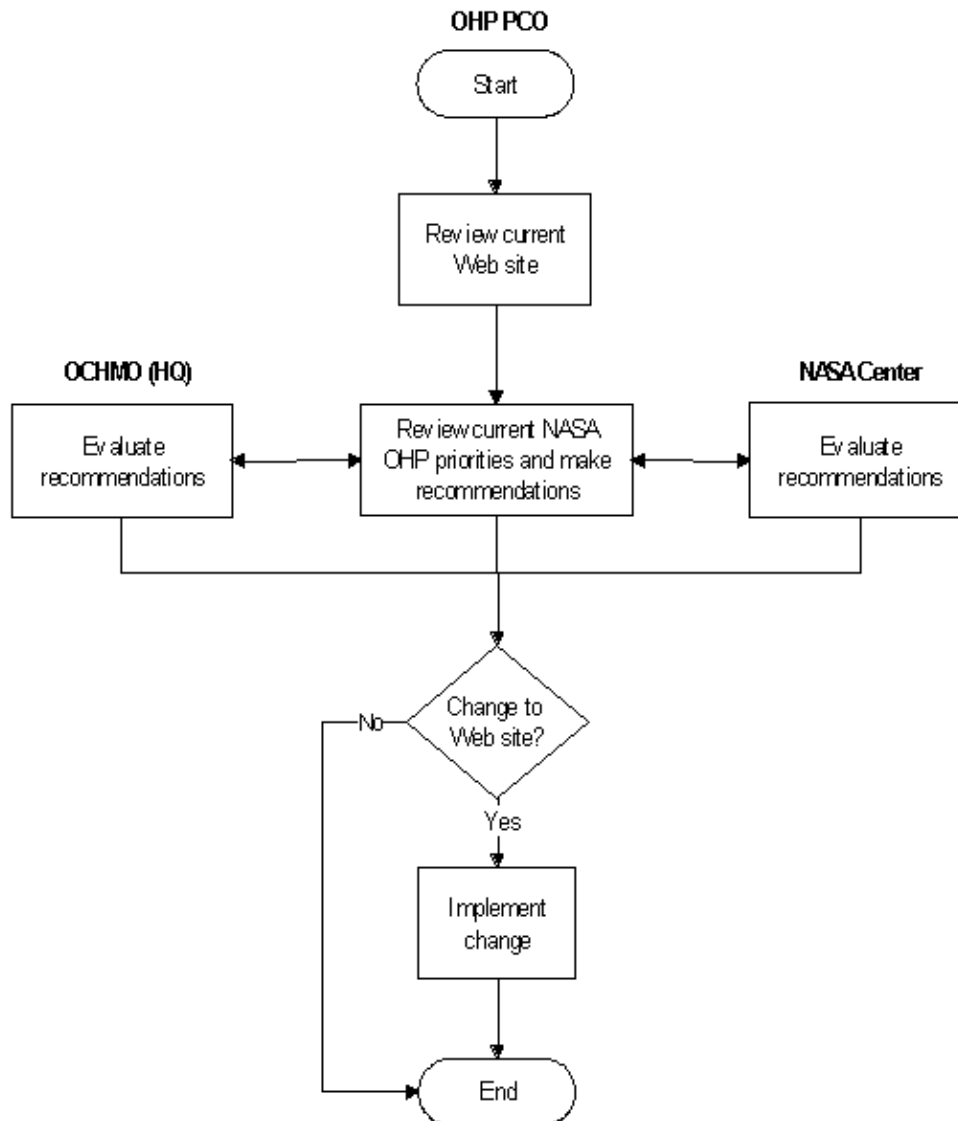 OHP PCO
Start
Review current
Web site
OCHMO (HQ)
NASA Center
Evaluate
recommendations
Review current NASA
OHP priorities and make
recommendations
Evaluate
recommendations
Change to
Web site?
No
Yes
Implement
change
End